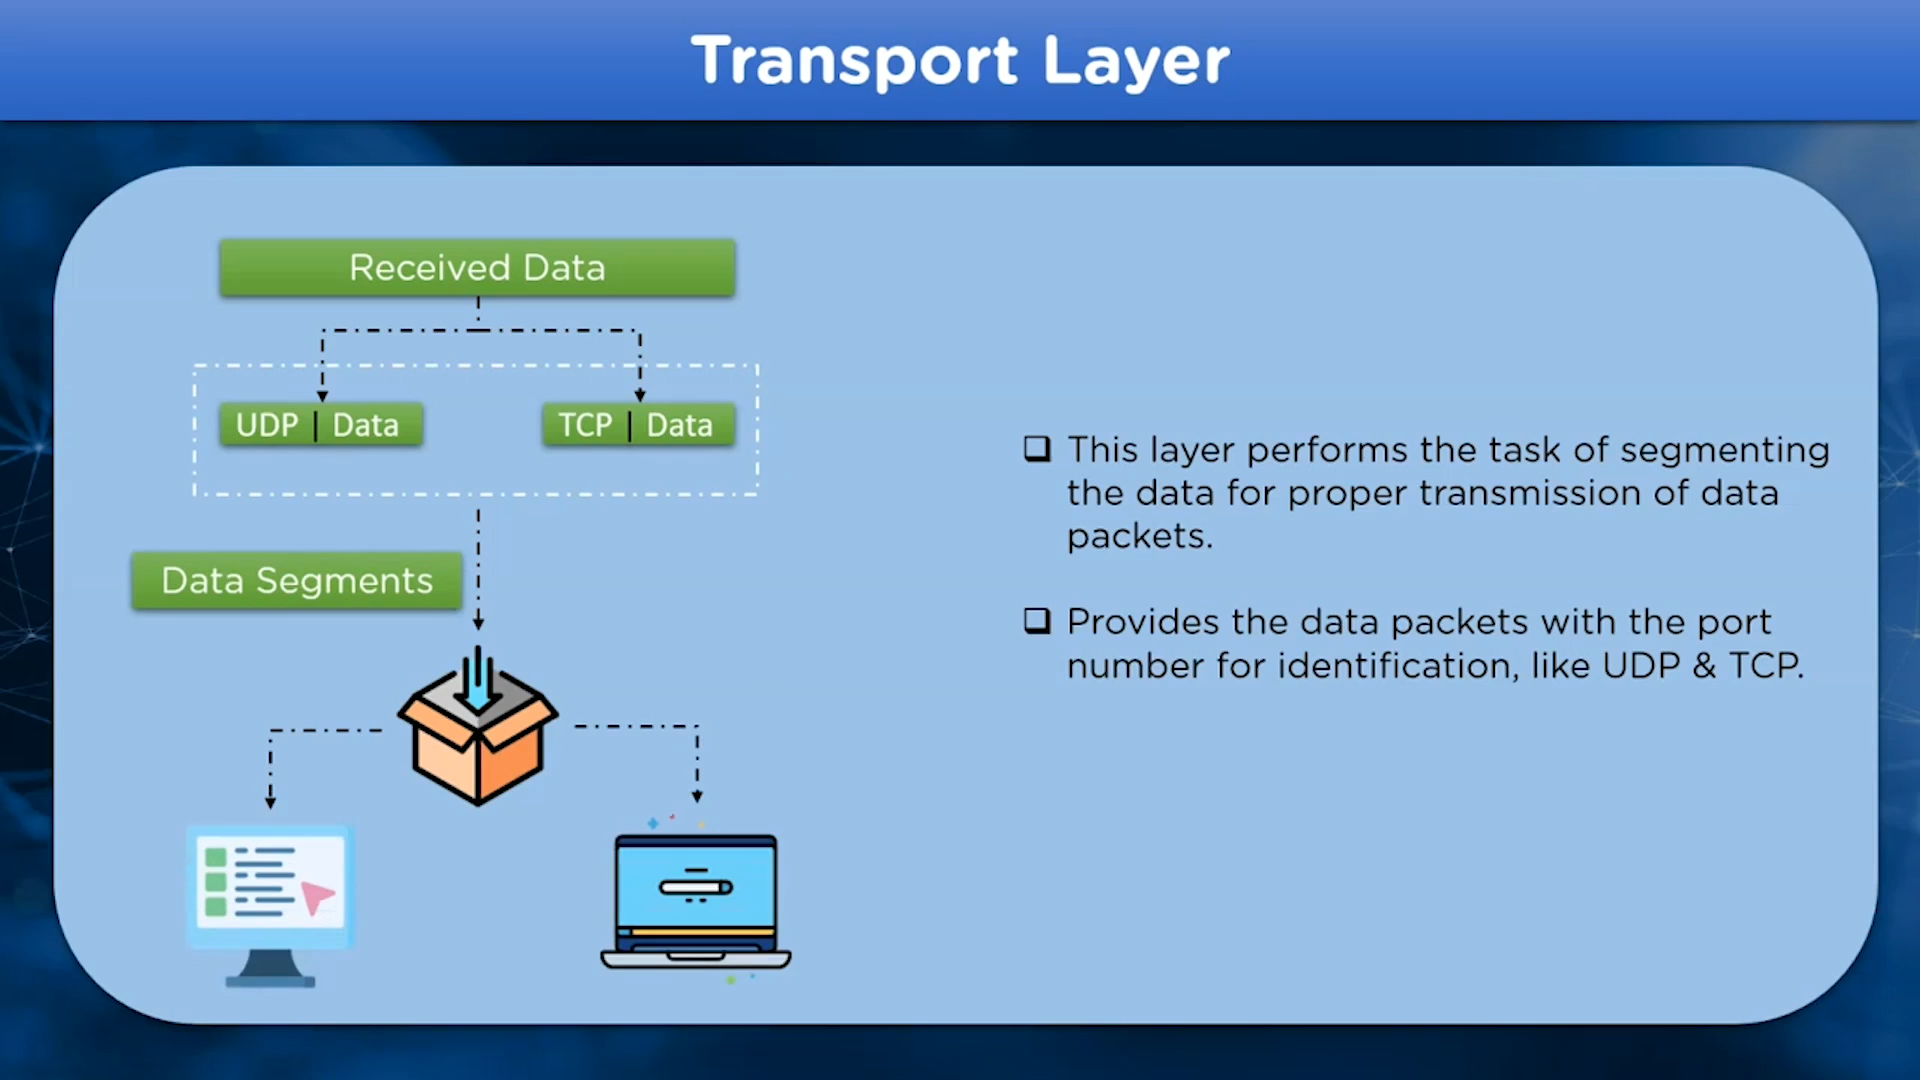 Transport Layer
Received Data
UDP | Data
TCP | Data
Data Segments
This layer performs the task of segmenting
the data for proper transmission of data
packets.
Provides the data packets with the port
number for identification, like UDP & TCP.